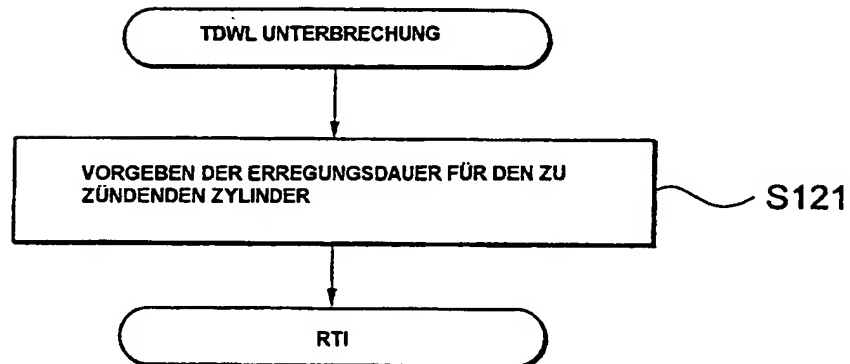 TDWL UNTERBRECHUNG
VORGEBEN DER ERREGUNGSDAUER FÜR DEN ZU
ZÜNDENDEN ZYLINDER
S121
RTI